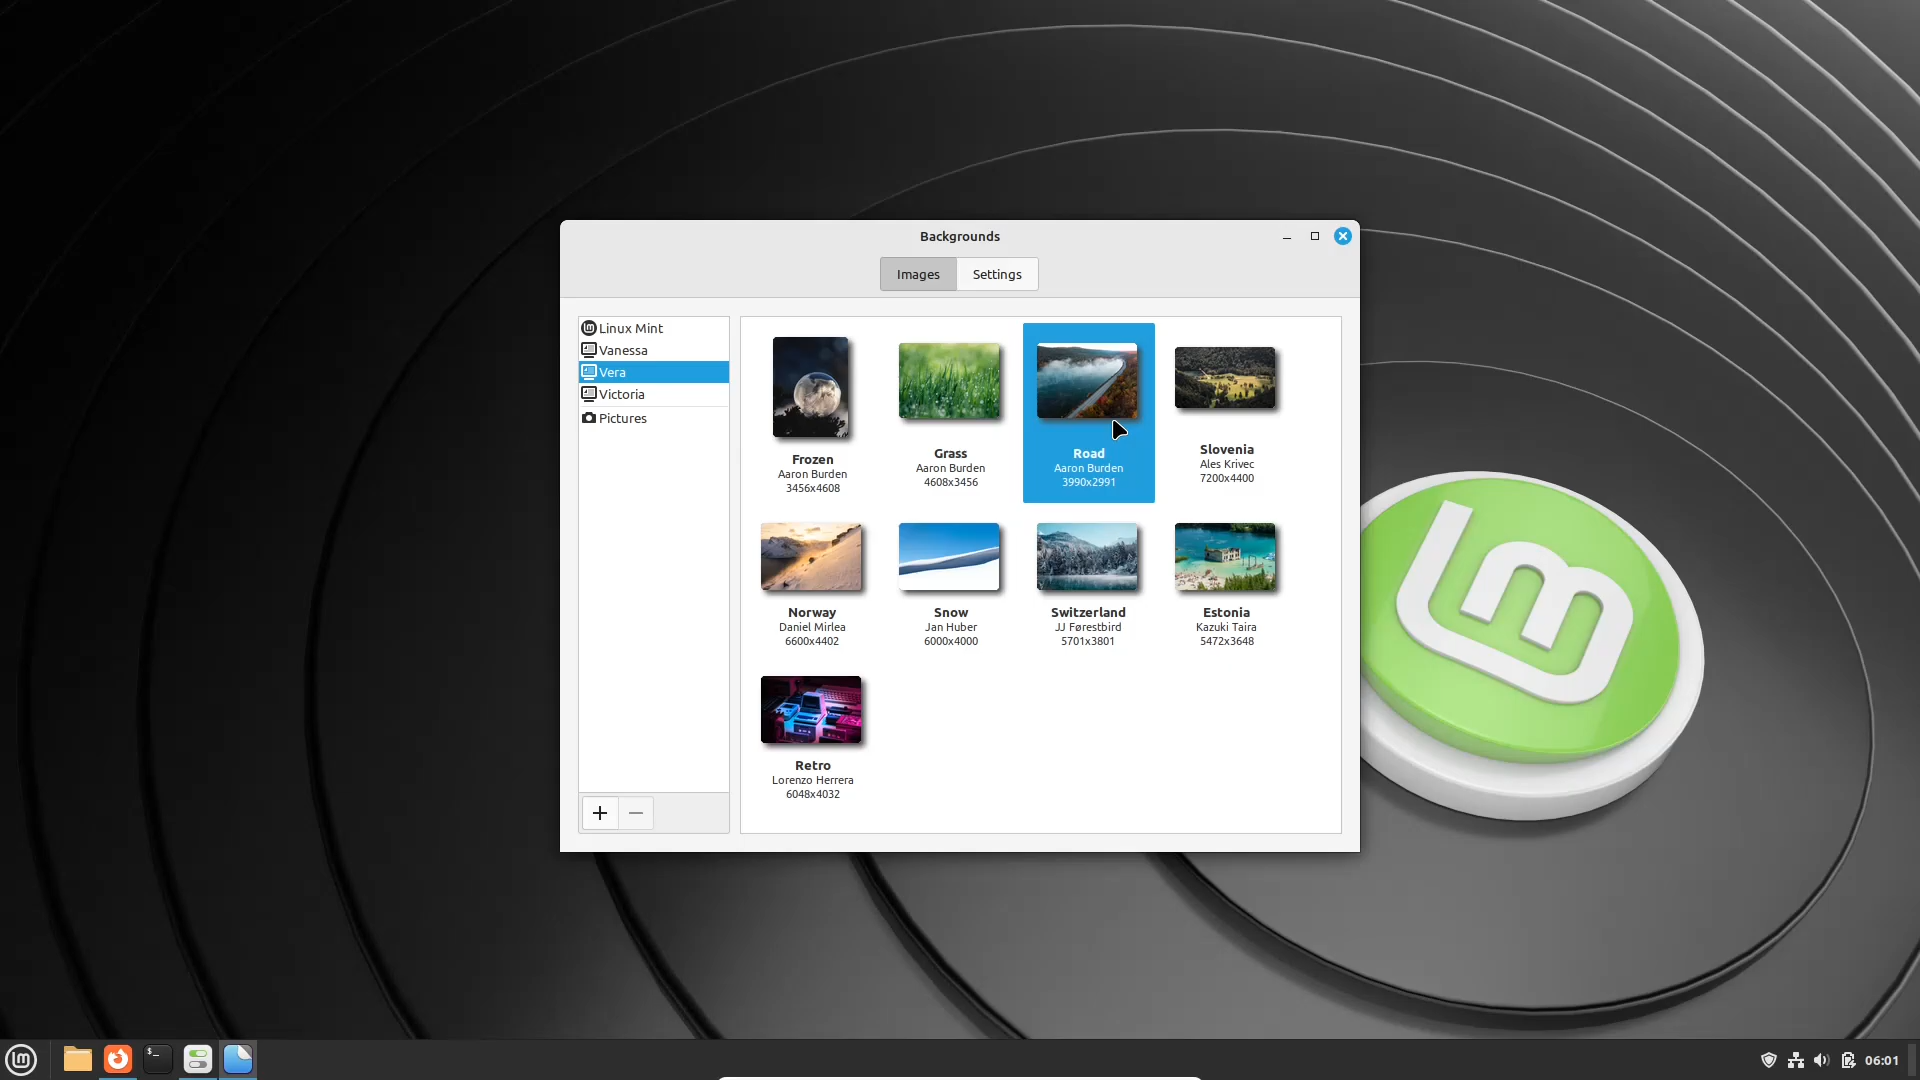 Backgrounds
Images
Settings
Linux Mint
Vanessa
Vera
Victoria
Pictures
Frozen
Aaron Burden
3456x4608
Grass
Aaron Burden
4608x3456
Road
Aaron Burden
3990x2991
Slovenia
Ales Krivec
7200x4400
Norway
Daniel Mirlea
6600x4402
Snow
Jan Huber
6000x4000
Switzerland
JJ Førestbird
5701x3801
Estonia
Kazuki Taira
5472x3648
Retro
Lorenzo Herrera
6048x4032
06:01